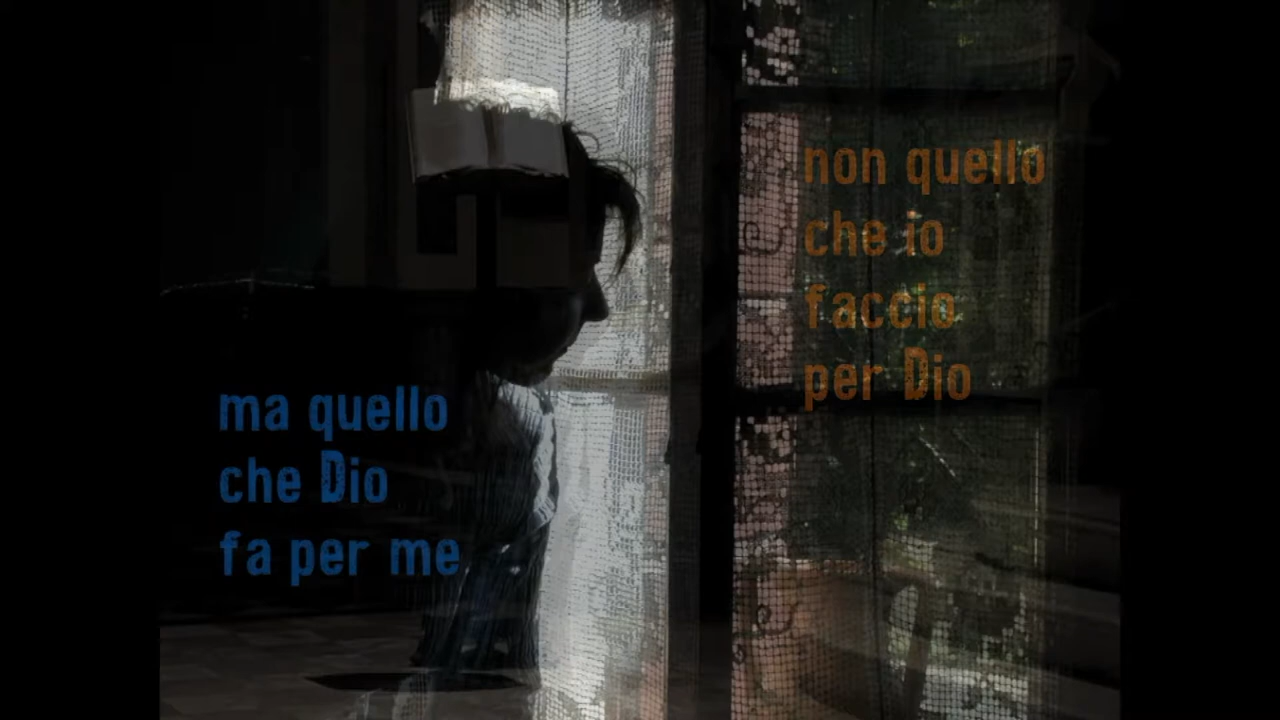 non quello
che io
faccio
per Dio
ma quello
che Dio
fa per me